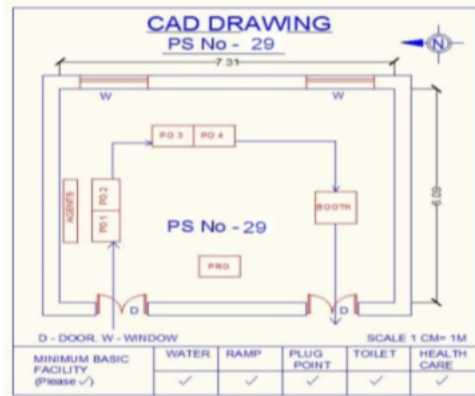 CAD DRAWING
PS No - 29
N
7.31
W
W
PO 3
PO 4
AGENTS
PO 1
PO 2
BOOTH
6.09
PS No - 29
PRO
D
D
D - DOOR, W - WINDOW
SCALE 1 CM= 1M
MINIMUM BASIC
FACILITY
(Please ✓)
WATER
RAMP
PLUG
POINT
TOILET
HEALTH
CARE
✓
✓
✓
✓
✓